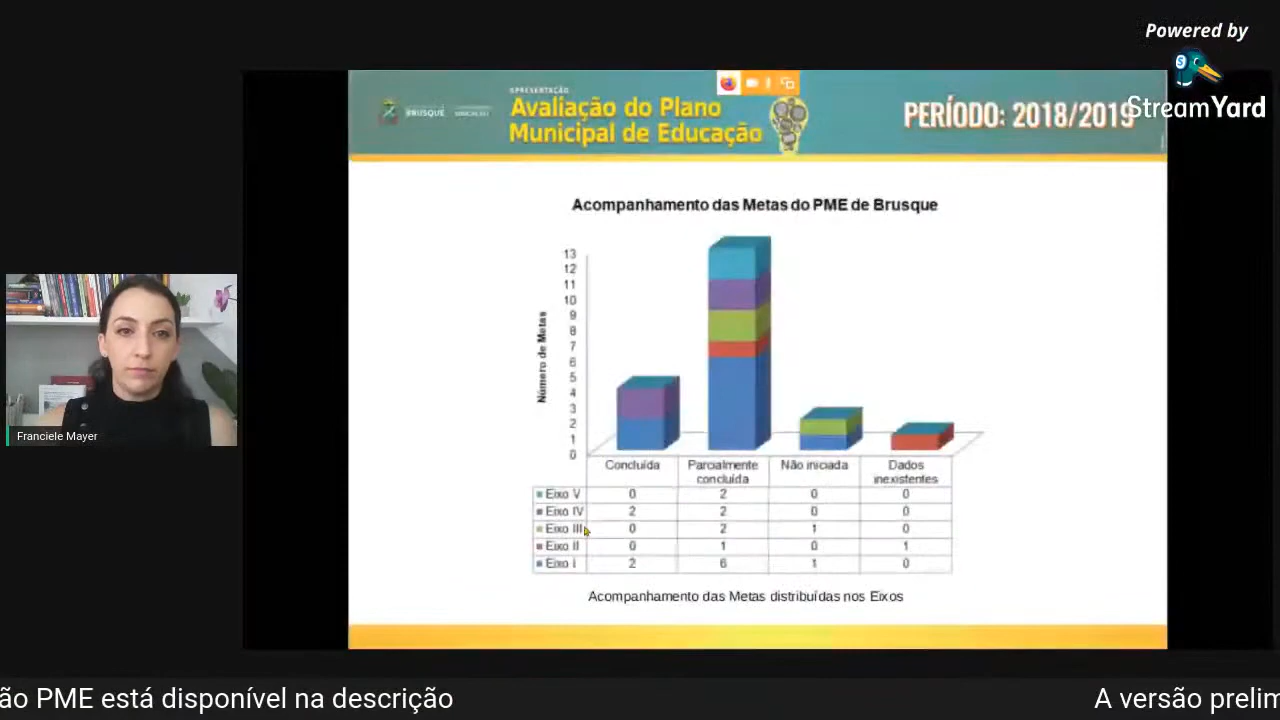 Powered by
StreamYard
APRESENTAÇÃO
Avaliação do Plano
Municipal de Educação
BRUSQUE
PERÍODO: 2018/2019
Acompanhamento das Metas do PME de Brusque
Número de Metas
13
12
11
10
9
8
7
6
5
4
3
2
1
0
Concluída Parcialmente concluída Não iniciada Dados inexistentes
Eixo V 0 2 0 0
Eixo IV 2 2 0 0
Eixo III 0 2 1 0
Eixo II 0 1 0 1
Eixo I 2 6 1 0
Acompanhamento das Metas distribuídas nos Eixos
Franciele Mayer
ão PME está disponível na descrição
A versão prelim